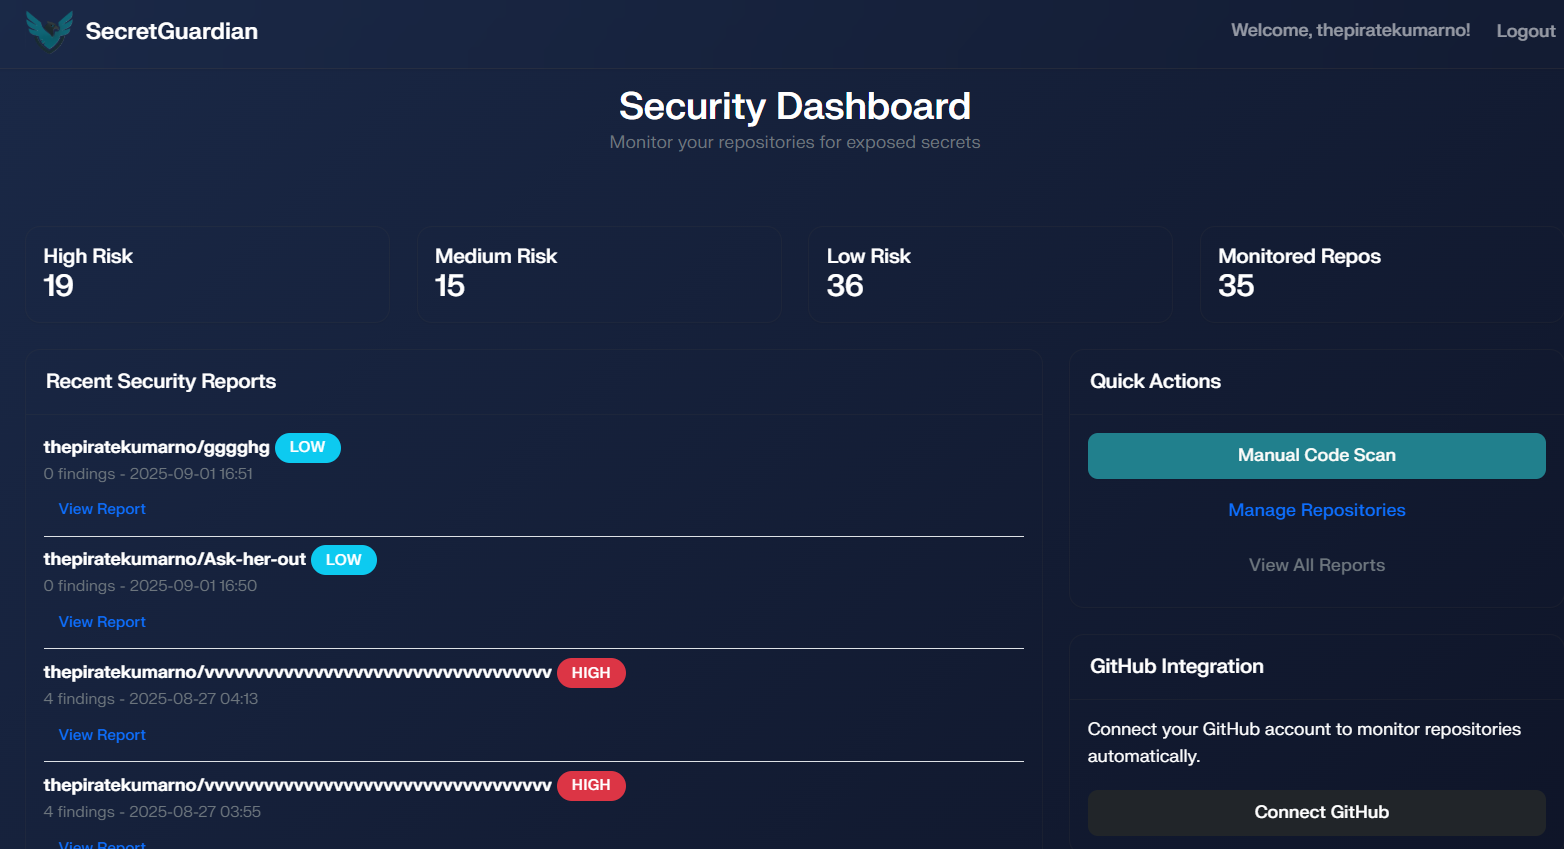 SecretGuardian
Welcome, thepiratekumarno!
Logout
Security Dashboard
Monitor your repositories for exposed secrets
High Risk
19
Medium Risk
15
Low Risk
36
Monitored Repos
35
Recent Security Reports
thepiratekumarno/gggghg LOW
0 findings - 2025-09-01 16:51
View Report
thepiratekumarno/Ask-her-out LOW
0 findings - 2025-09-01 16:50
View Report
thepiratekumarno/vvvvvvvvvvvvvvvvvvvvvvvvvvvvvvvvvvv HIGH
4 findings - 2025-08-27 04:13
View Report
thepiratekumarno/vvvvvvvvvvvvvvvvvvvvvvvvvvvvvvvvvvv HIGH
4 findings - 2025-08-27 03:55
View Report
Quick Actions
Manual Code Scan
Manage Repositories
View All Reports
GitHub Integration
Connect your GitHub account to monitor repositories
automatically.
Connect GitHub